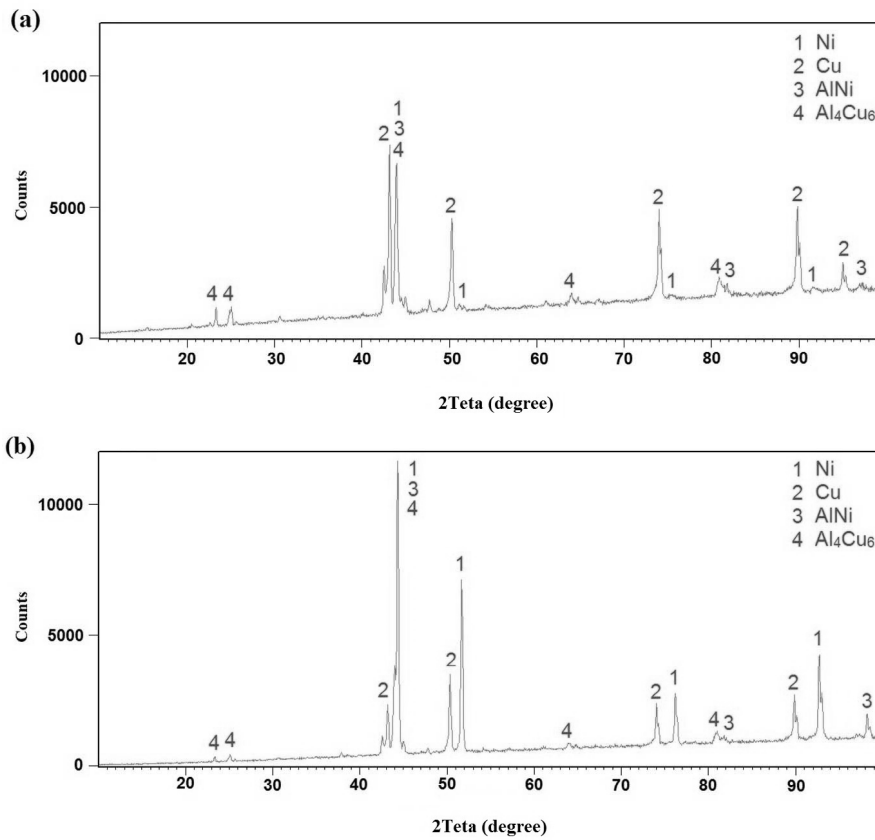 (a)
1 Ni
2 Cu
3 AlNi
4 Al₄Cu₆
10000
5000
0
Counts
4 4 2 1 3 4 2 1 4 2 1 4 3 2 1 2 3
20 30 40 50 60 70 80 90
2Teta (degree)
(b)
1 Ni
2 Cu
3 AlNi
4 Al₄Cu₆
10000
5000
0
Counts
4 4 2 1 3 4 2 1 4 2 1 4 3 2 1 3
20 30 40 50 60 70 80 90
2Teta (degree)